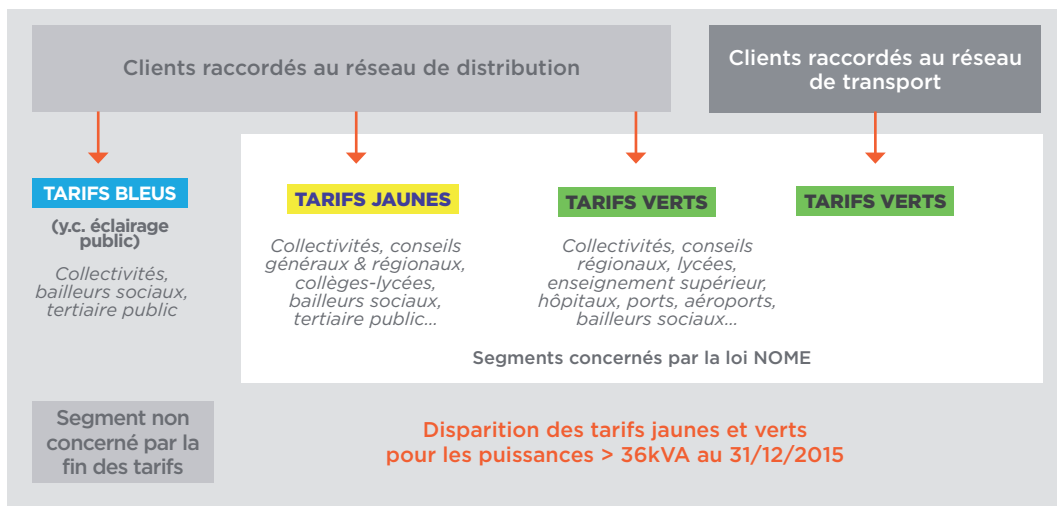 Clients raccordés au réseau de distribution
Clients raccordés au réseau
de transport
TARIFS BLEUS
(y.c. éclairage
public)
Collectivités,
bailleurs sociaux,
tertiaire public
TARIFS JAUNES
Collectivités, conseils
généraux & régionaux,
collèges-lycées,
bailleurs sociaux,
tertiaire public...
TARIFS VERTS
Collectivités, conseils
régionaux, lycées,
enseignement supérieur,
hôpitaux, ports, aéroports,
bailleurs sociaux...
TARIFS VERTS
Segments concernés par la loi NOME
Segment non
concerné par la
fin des tarifs
Disparition des tarifs jaunes et verts
pour les puissances > 36kVA au 31/12/2015